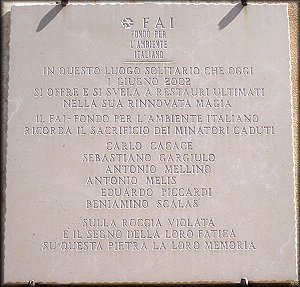 FAI
FONDO PER
L'AMBIENTE
ITALIANO
IN QUESTO LUOGO SOLITARIO CHE OGGI
1 GIUGNO 2002
SI OFFRE E SI SVELA A RESTAURI ULTIMATI
NELLA SUA RINNOVATA MAGIA
IL FAI-FONDO PER L'AMBIENTE ITALIANO
RICORDA IL SACRIFICIO DEI MINATORI CADUTI
CARLO CACACE
SEBASTIANO GARGIULO
ANTONIO MELLINO
ANTONIO MELIS
EDUARDO PICCARDI
BENIAMINO SCALAS
SULLA ROCCIA VIOLATA
E IL SEGNO DELLA LORO FATICA
SU QUESTA PIETRA LA LORO MEMORIA